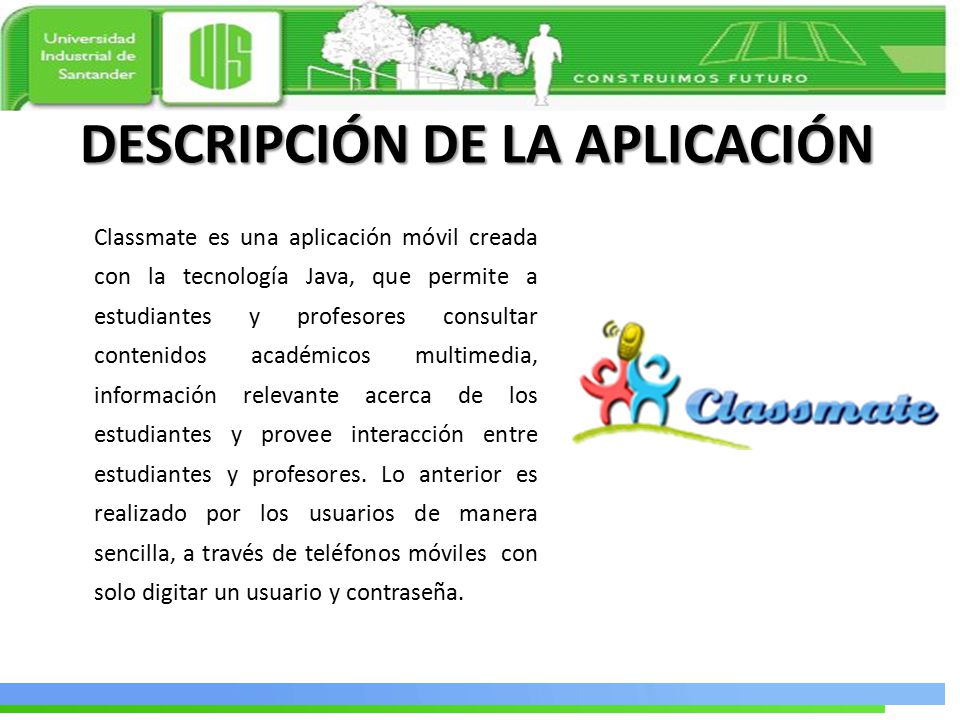 Universidad
Industrial de
Santander
UIS
CONSTRUIMOS FUTURO
DESCRIPCIÓN DE LA APLICACIÓN
Classmate es una aplicación móvil creada
con la tecnología Java, que permite a
estudiantes y profesores consultar
contenidos académicos multimedia,
información relevante acerca de los
estudiantes y provee interacción entre
estudiantes y profesores. Lo anterior es
realizado por los usuarios de manera
sencilla, a través de teléfonos móviles con
solo digitar un usuario y contraseña.
Classmate